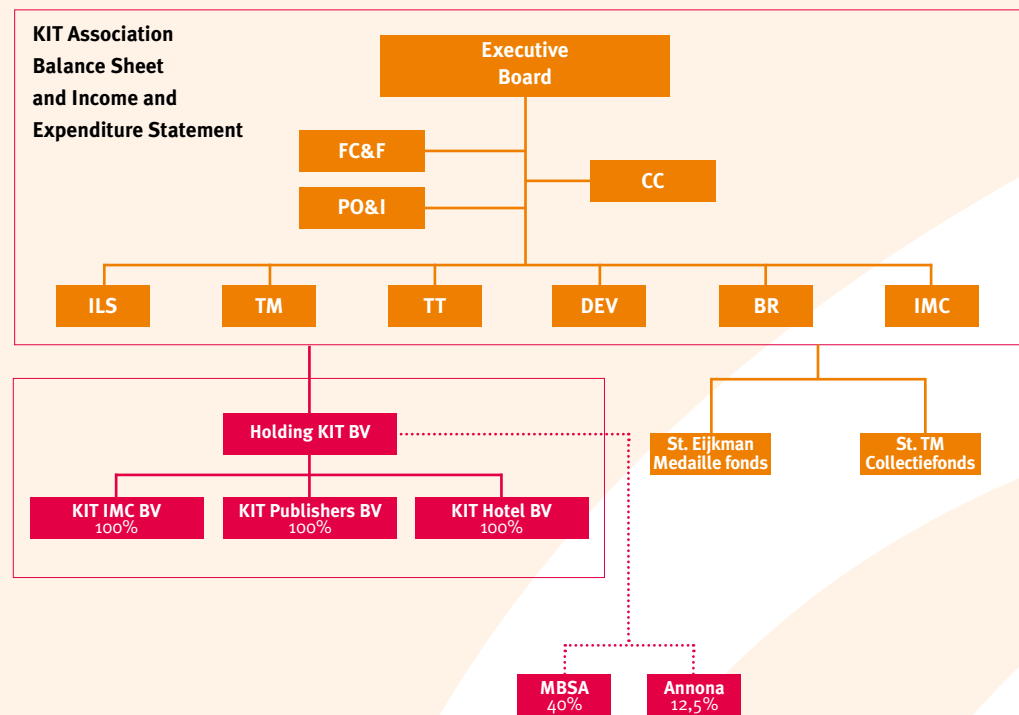 KIT Association
Balance Sheet
and Income and
Expenditure Statement
Executive
Board
FC&F
CC
PO&I
ILS
TM
TT
DEV
BR
IMC
Holding KIT BV
St. Eijkman
Medaille fonds
St. TM
Collectiefonds
KIT IMC BV
100%
KIT Publishers BV
100%
KIT Hotel BV
100%
MBSA
40%
Annona
12,5%